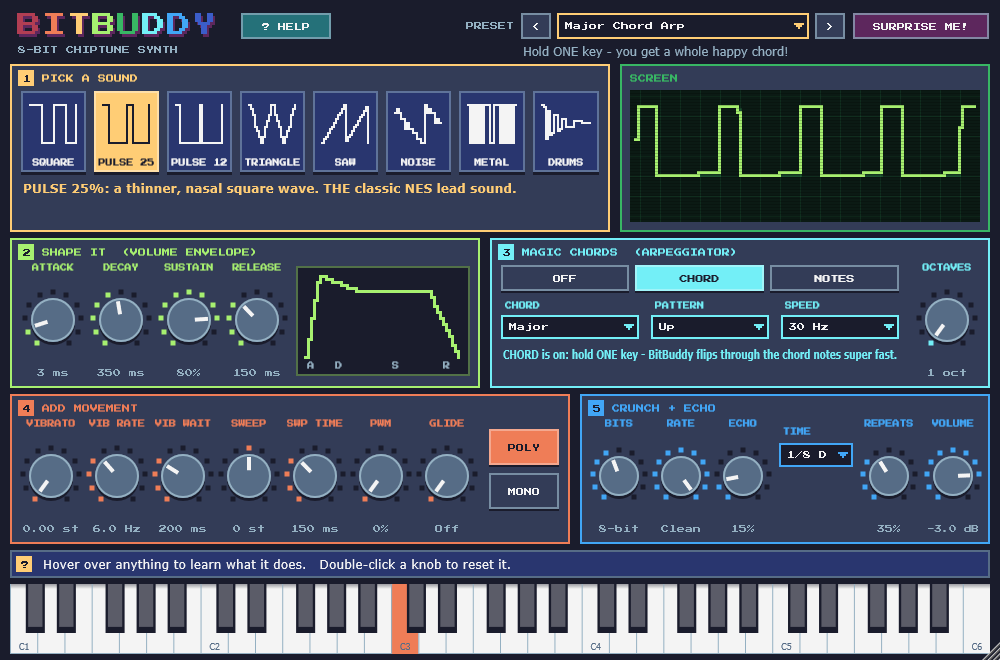 BITBUDDY
? HELP
PRESET
<
Major Chord Arp
>
SURPRISE ME!
8-BIT CHIPTUNE SYNTH
Hold ONE key - you get a whole happy chord!
1 PICK A SOUND
SCREEN
SQUARE
PULSE 25
PULSE 12
TRIANGLE
SAW
NOISE
METAL
DRUMS
PULSE 25%: a thinner, nasal square wave. THE classic NES lead sound.
2 SHAPE IT (VOLUME ENVELOPE)
ATTACK DECAY SUSTAIN RELEASE
A D S R
3 ms 350 ms 80% 150 ms
3 MAGIC CHORDS (ARPEGGIATOR)
OFF
CHORD
NOTES
OCTAVES
CHORD PATTERN SPEED
Major Up 30 Hz
CHORD is on: hold ONE key - BitBuddy flips through the chord notes super fast.
1 oct
4 ADD MOVEMENT
VIBRATO VIB RATE VIB WAIT SWEEP SWP TIME PWM GLIDE
POLY
MONO
0.00 st 6.0 Hz 200 ms 0 st 150 ms 0% Off
5 CRUNCH + ECHO
BITS RATE ECHO TIME REPEATS VOLUME
1/8 D
8-bit Clean 15% 35% -3.0 dB
? Hover over anything to learn what it does. Double-click a knob to reset it.
C1 C2 C3 C4 C5 C6